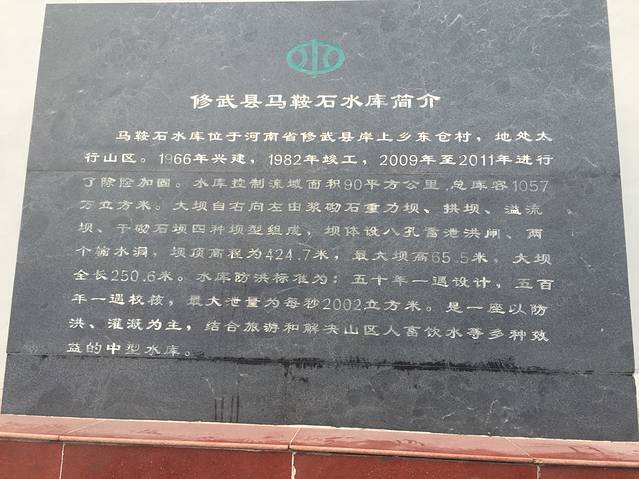 修武县马鞍石水库简介
马鞍石水库位于河南省修武县岸上乡东仓村，地处太
行山区。1966年兴建，1982年竣工，2009年至2011年进行
了除险加固。水库控制流域面积90平方公里，总库容1057
万立方米。大坝自右向左由浆砌石重力坝、拱坝、溢流
坝、干砌石坝四种坝型组成，坝体设八孔蓄泄洪闸、两
个输水洞，坝顶高程为424.7米，最大坝高65.5米，大坝
全长250.6米。水库防洪标准为：五十年一遇设计，五百
年一遇校核，最大泄量为每秒2002立方米。是一座以防
洪、灌溉为主，结合旅游和解决山区人畜饮水等多种效
益的中型水库。